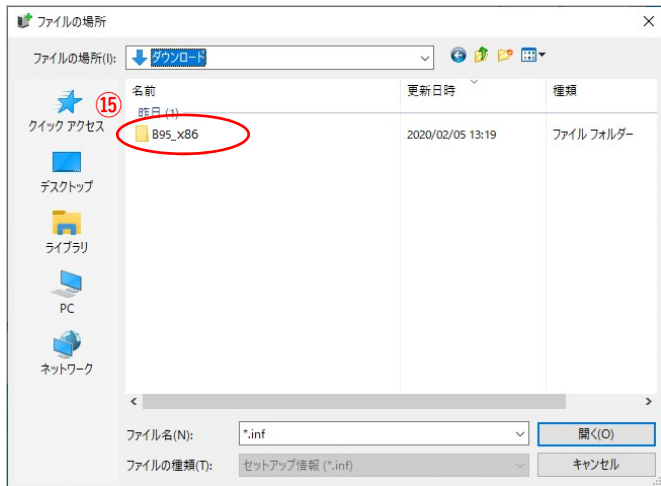 ファイルの場所
ファイルの場所(I):
ダウンロード
⑮
クイック アクセス
デスクトップ
ライブラリ
PC
ネットワーク
名前
更新日時
種類
昨日 (1)
B95_x86
2020/02/05 13:19
ファイル フォルダー
ファイル名(N):
*.inf
開く(O)
ファイルの種類(T):
セットアップ情報 (*.inf)
キャンセル